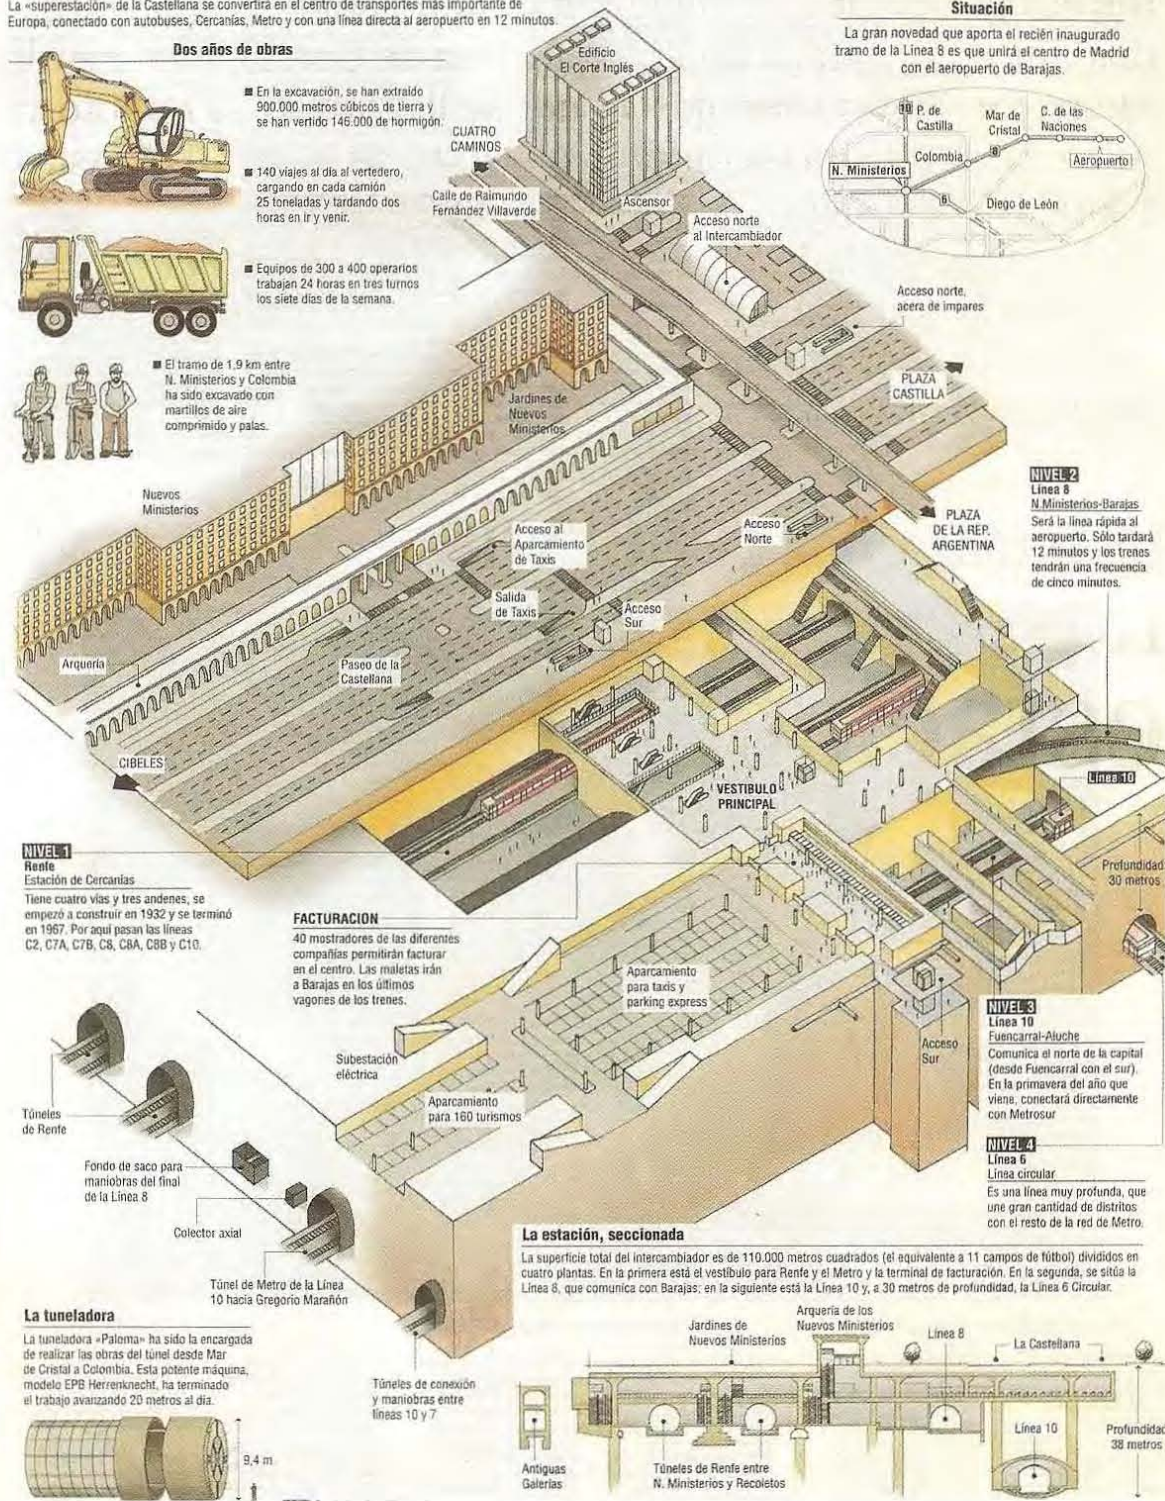 La «superestación» de la Castellana se convertirá en el centro de transportes más importante de
Europa, conectado con autobuses, Cercanías, Metro y con una línea directa al aeropuerto en 12 minutos.
Dos años de obras
■ En la excavación, se han extraído
900.000 metros cúbicos de tierra y
se han vertido 146.000 de hormigón.
■ 140 viajes al día al vertedero,
cargando en cada camión
25 toneladas y tardando dos
horas en ir y venir.
■ Equipos de 300 a 400 operarios
trabajan 24 horas en tres turnos
los siete días de la semana.
■ El tramo de 1,9 km entre
N. Ministerios y Colombia
ha sido excavado con
martillos de aire
comprimido y palas.
Situación
La gran novedad que aporta el recién inaugurado
tramo de la Línea 8 es que unirá el centro de Madrid
con el aeropuerto de Barajas.
10
P. de
Castilla
Mar de
Cristal
C. de las
Naciones
Colombia
8
Aeropuerto
N. Ministerios
6
Diego de León
Edificio
El Corte Inglés
CUATRO
CAMINOS
Calle de Raimundo
Fernández Villaverde
Ascensor
Acceso norte
al Intercambiador
Acceso norte,
acera de impares
PLAZA
CASTILLA
Jardines de
Nuevos
Ministerios
Nuevos
Ministerios
Acceso al
Aparcamiento
de Taxis
Acceso
Norte
PLAZA
DE LA REP.
ARGENTINA
Salida
de Taxis
Acceso
Sur
Arquería
Paseo de la
Castellana
CIBELES
NIVEL 2
Línea 8
N.Ministerios-Barajas
Será la línea rápida al
aeropuerto. Sólo tardará
12 minutos y los trenes
tendrán una frecuencia
de cinco minutos.
VESTIBULO
PRINCIPAL
Línea 10
Profundidad
30 metros
NIVEL 1
Renfe
Estación de Cercanías
Tiene cuatro vías y tres andenes, se
empezó a construir en 1932 y se terminó
en 1967. Por aquí pasan las líneas
C2, C7A, C7B, C8, C8A, C8B y C10.
FACTURACION
40 mostradores de las diferentes
compañías permitirán facturar
en el centro. Las maletas irán
a Barajas en los últimos
vagones de los trenes.
Aparcamiento
para taxis y
parking express
Acceso
Sur
NIVEL 3
Línea 10
Fuencarral-Aluche
Comunica el norte de la capital
(desde Fuencarral con el sur).
En la primavera del año que
viene, conectará directamente
con Metrosur
Subestación
eléctrica
Aparcamiento
para 160 turismos
NIVEL 4
Línea 6
Línea circular
Es una línea muy profunda, que
une gran cantidad de distritos
con el resto de la red de Metro.
Túneles
de Renfe
Fondo de saco para
maniobras del final
de la Línea 8
Colector axial
Túnel de Metro de la Línea
10 hacia Gregorio Marañón
Túneles de conexión
y maniobras entre
líneas 10 y 7
La tuneladora
La tuneladora «Paloma» ha sido la encargada
de realizar las obras del túnel desde Mar
de Cristal a Colombia. Esta potente máquina,
modelo EPB Herrenknecht, ha terminado
el trabajo avanzando 20 metros al día.
9,4 m
La estación, seccionada
La superficie total del intercambiador es de 110.000 metros cuadrados (el equivalente a 11 campos de fútbol) divididos en
cuatro plantas. En la primera está el vestíbulo para Renfe y el Metro y la terminal de facturación. En la segunda, se sitúa la
Línea 8, que comunica con Barajas; en la siguiente está la Línea 10 y, a 30 metros de profundidad, la Línea 6 Circular.
Jardines de
Nuevos Ministerios
Arquería de los
Nuevos Ministerios
Línea 8
La Castellana
Antiguas
Galerías
Túneles de Renfe entre
N. Ministerios y Recoletos
Línea 10
Profundidad
38 metros